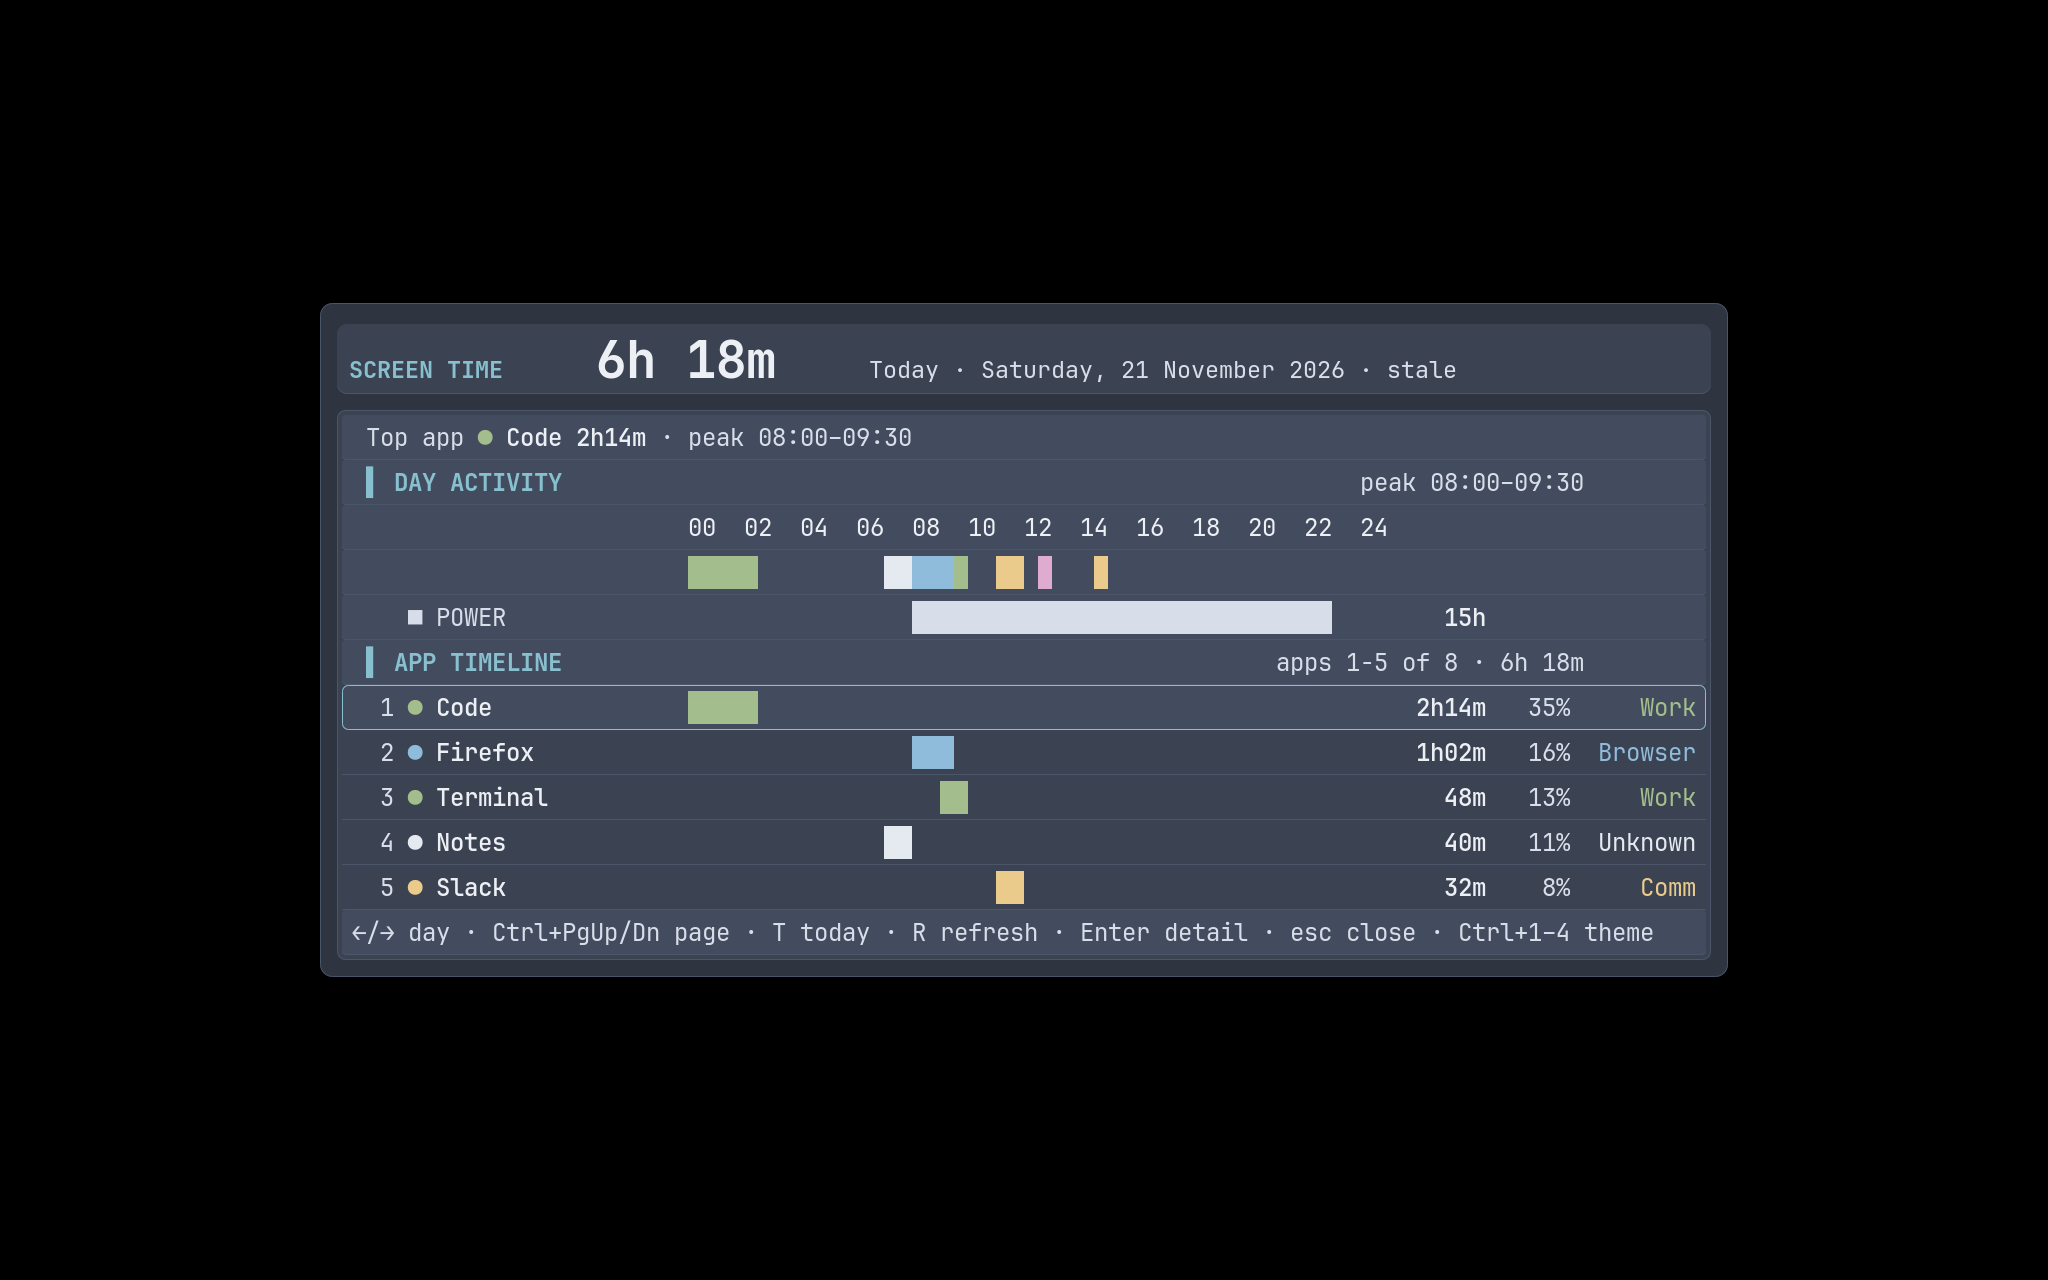 SCREEN TIME 6h 18m Today · Saturday, 21 November 2026 · stale
Top app ● Code 2h14m · peak 08:00–09:30
DAY ACTIVITY peak 08:00–09:30
00 02 04 06 08 10 12 14 16 18 20 22 24
■ POWER 15h
APP TIMELINE apps 1-5 of 8 · 6h 18m
1 ● Code 2h14m 35% Work
2 ● Firefox 1h02m 16% Browser
3 ● Terminal 48m 13% Work
4 ● Notes 40m 11% Unknown
5 ● Slack 32m 8% Comm
←/→ day · Ctrl+PgUp/Dn page · T today · R refresh · Enter detail · esc close · Ctrl+1–4 theme